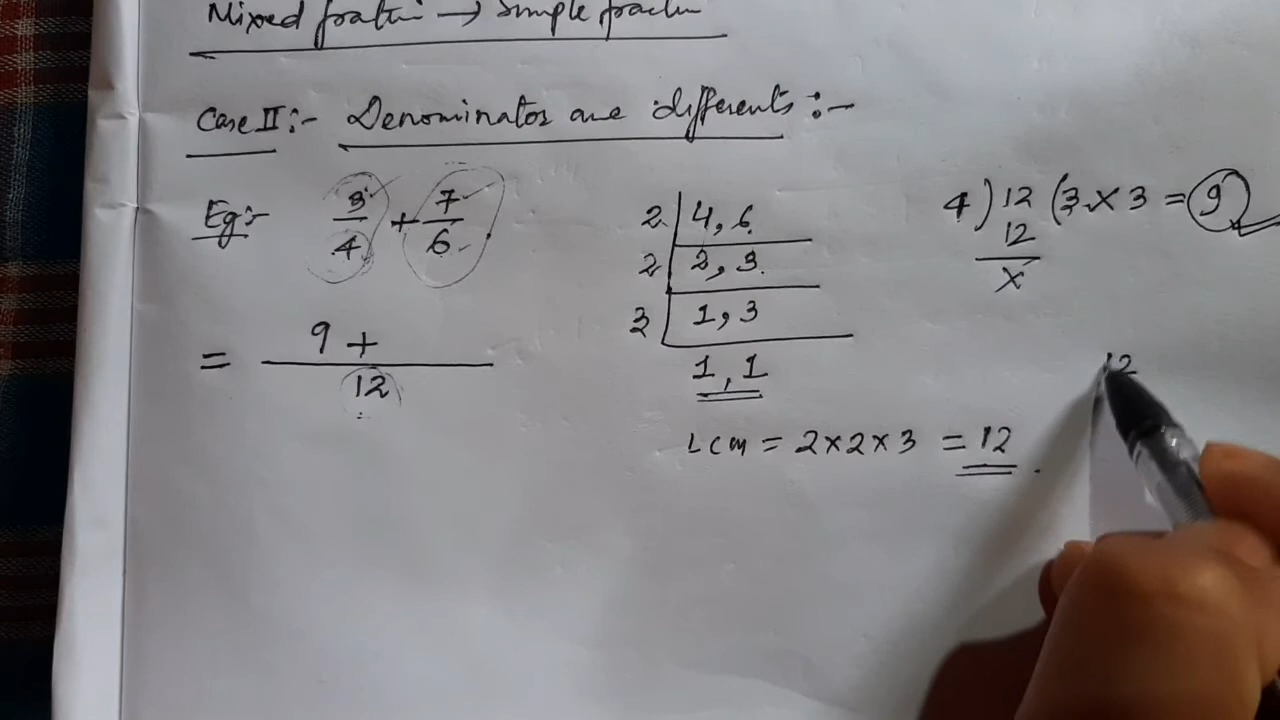 Mixed fraction → Simple fraction
Case II :- Denominator are differents :-
Eg:- 3/4 + 7/6
2 | 4, 6
2 | 2, 3
3 | 1, 3
1, 1
4 ) 12 ( 3 × 3 = 9
12
x
= 9 + / 12
12
LCM = 2×2×3 = 12 .